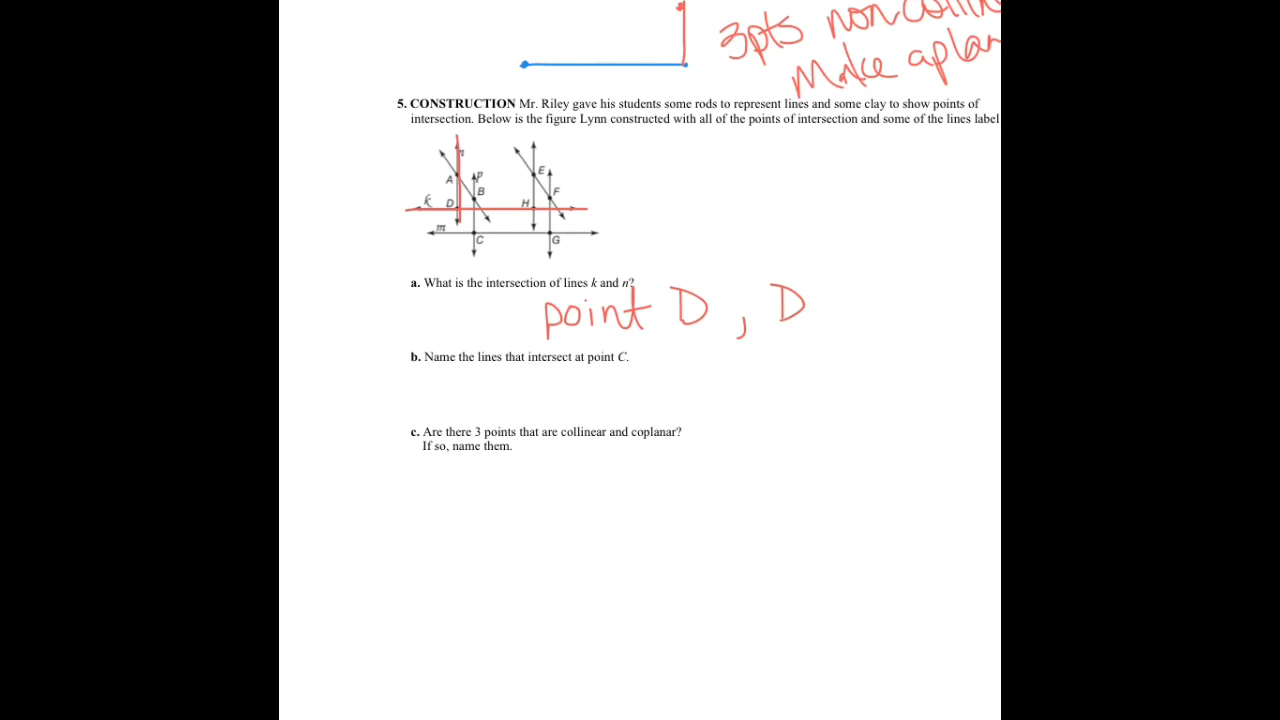 3pts noncollin
Make a plan
5. CONSTRUCTION Mr. Riley gave his students some rods to represent lines and some clay to show points of
intersection. Below is the figure Lynn constructed with all of the points of intersection and some of the lines label
n
A
p
B
E
F
k
D
H
m
C
G
a. What is the intersection of lines k and n?
point D , D
b. Name the lines that intersect at point C.
c. Are there 3 points that are collinear and coplanar?
If so, name them.